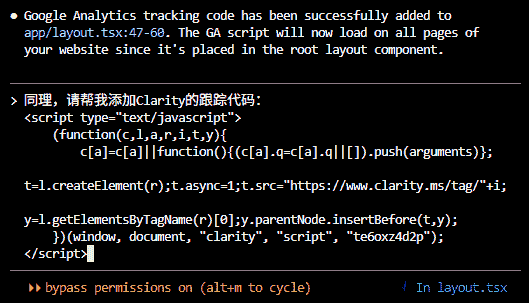 ● Google Analytics tracking code has been successfully added to
app/layout.tsx:47-60. The GA script will now load on all pages of
your website since it's placed in the root layout component.
> 同理，请帮我添加Clarity的跟踪代码：
<script type="text/javascript">
    (function(c,l,a,r,i,t,y){
        c[a]=c[a]||function(){(c[a].q=c[a].q||[]).push(arguments)};
t=l.createElement(r);t.async=1;t.src="https://www.clarity.ms/tag/"+i;
y=l.getElementsByTagName(r)[0];y.parentNode.insertBefore(t,y);
    })(window, document, "clarity", "script", "te6oxz4d2p");
</script>
⏵⏵ bypass permissions on (alt+m to cycle) In layout.tsx